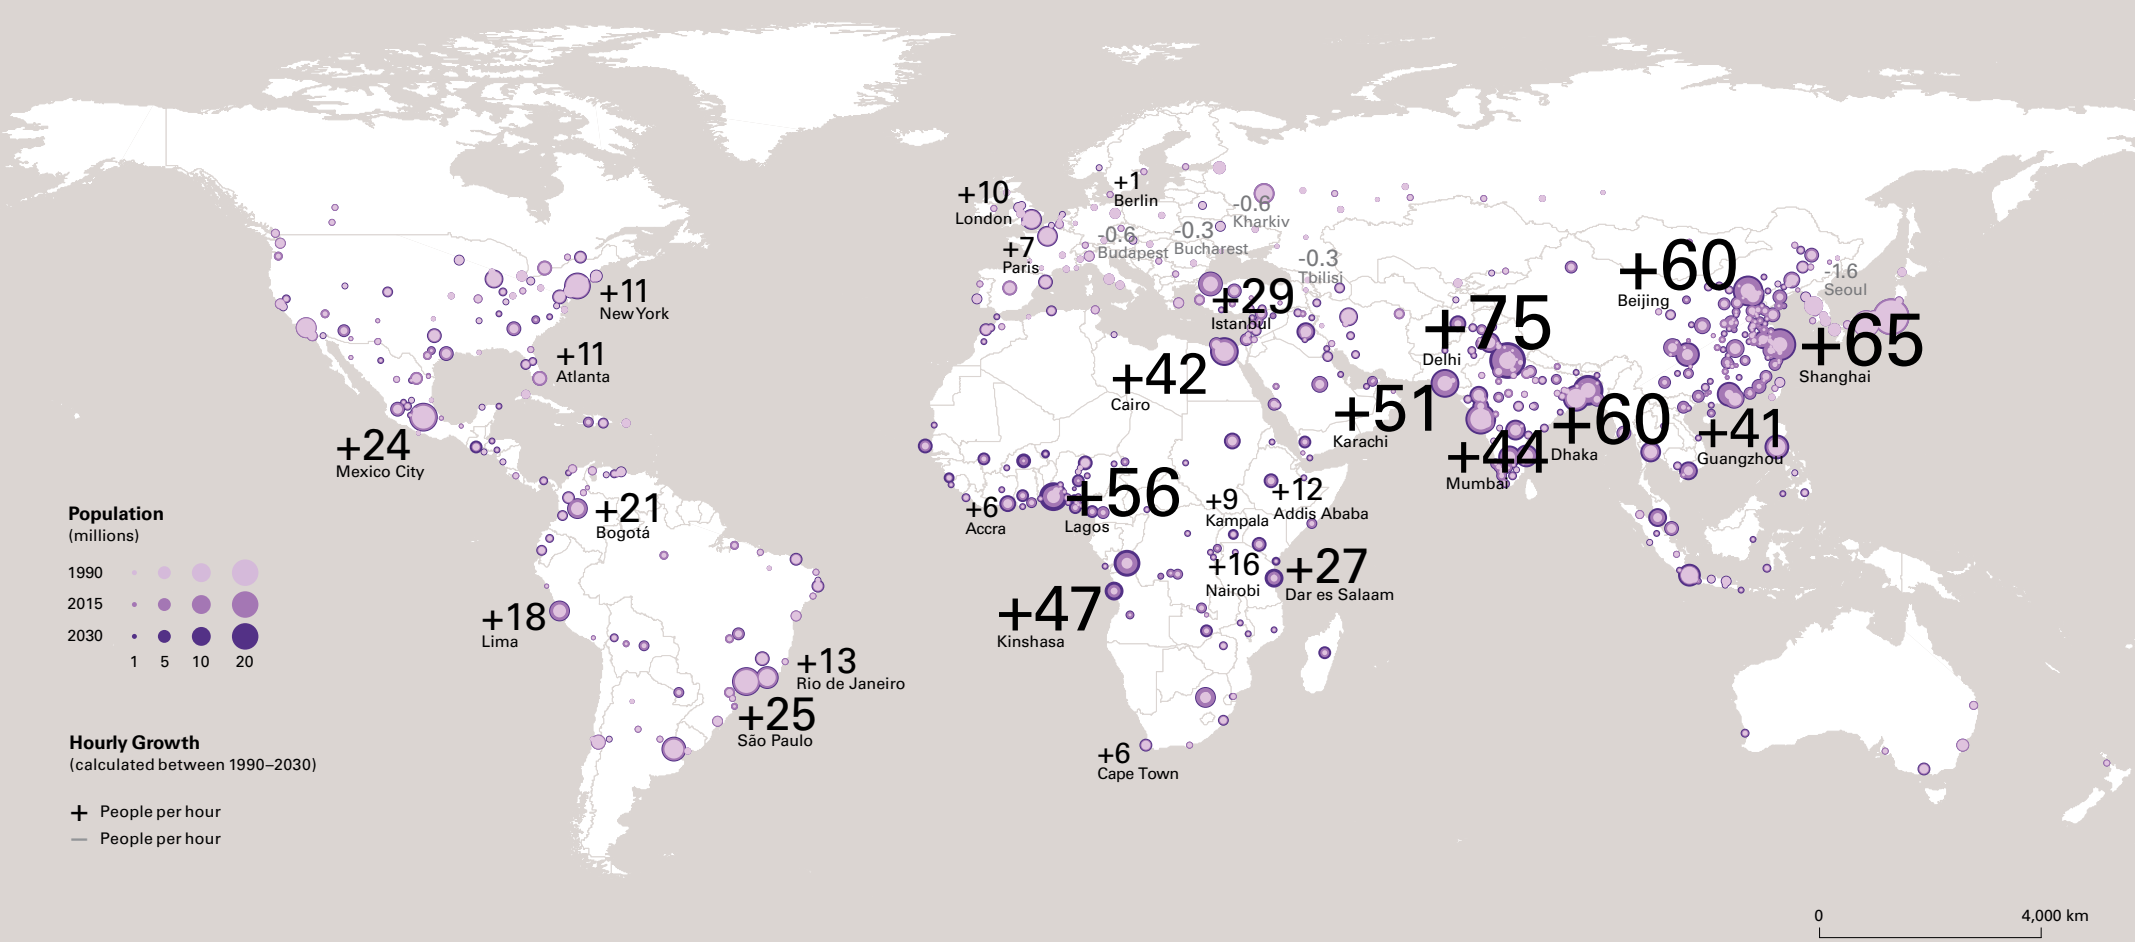 +1
Berlin
+10
London
-0.6
Kharkiv
-0.3
Bucharest
-0.6
Budapest
+7
Paris
-0.3
Tbilisi
+60
Beijing
-1.6
Seoul
+11
New York
+29
Istanbul
+75
Delhi
+65
Shanghai
+11
Atlanta
+42
Cairo
+51
Karachi
+60
Dhaka
+41
Guangzhou
+44
Mumbai
+24
Mexico City
+21
Bogotá
+6
Accra
+56
Lagos
+9
Kampala
+12
Addis Ababa
+16
Nairobi
+27
Dar es Salaam
+47
Kinshasa
+18
Lima
+13
Rio de Janeiro
+25
São Paulo
+6
Cape Town
Population
(millions)
1990
2015
2030
1 5 10 20
Hourly Growth
(calculated between 1990–2030)
+ People per hour
— People per hour
0 4,000 km